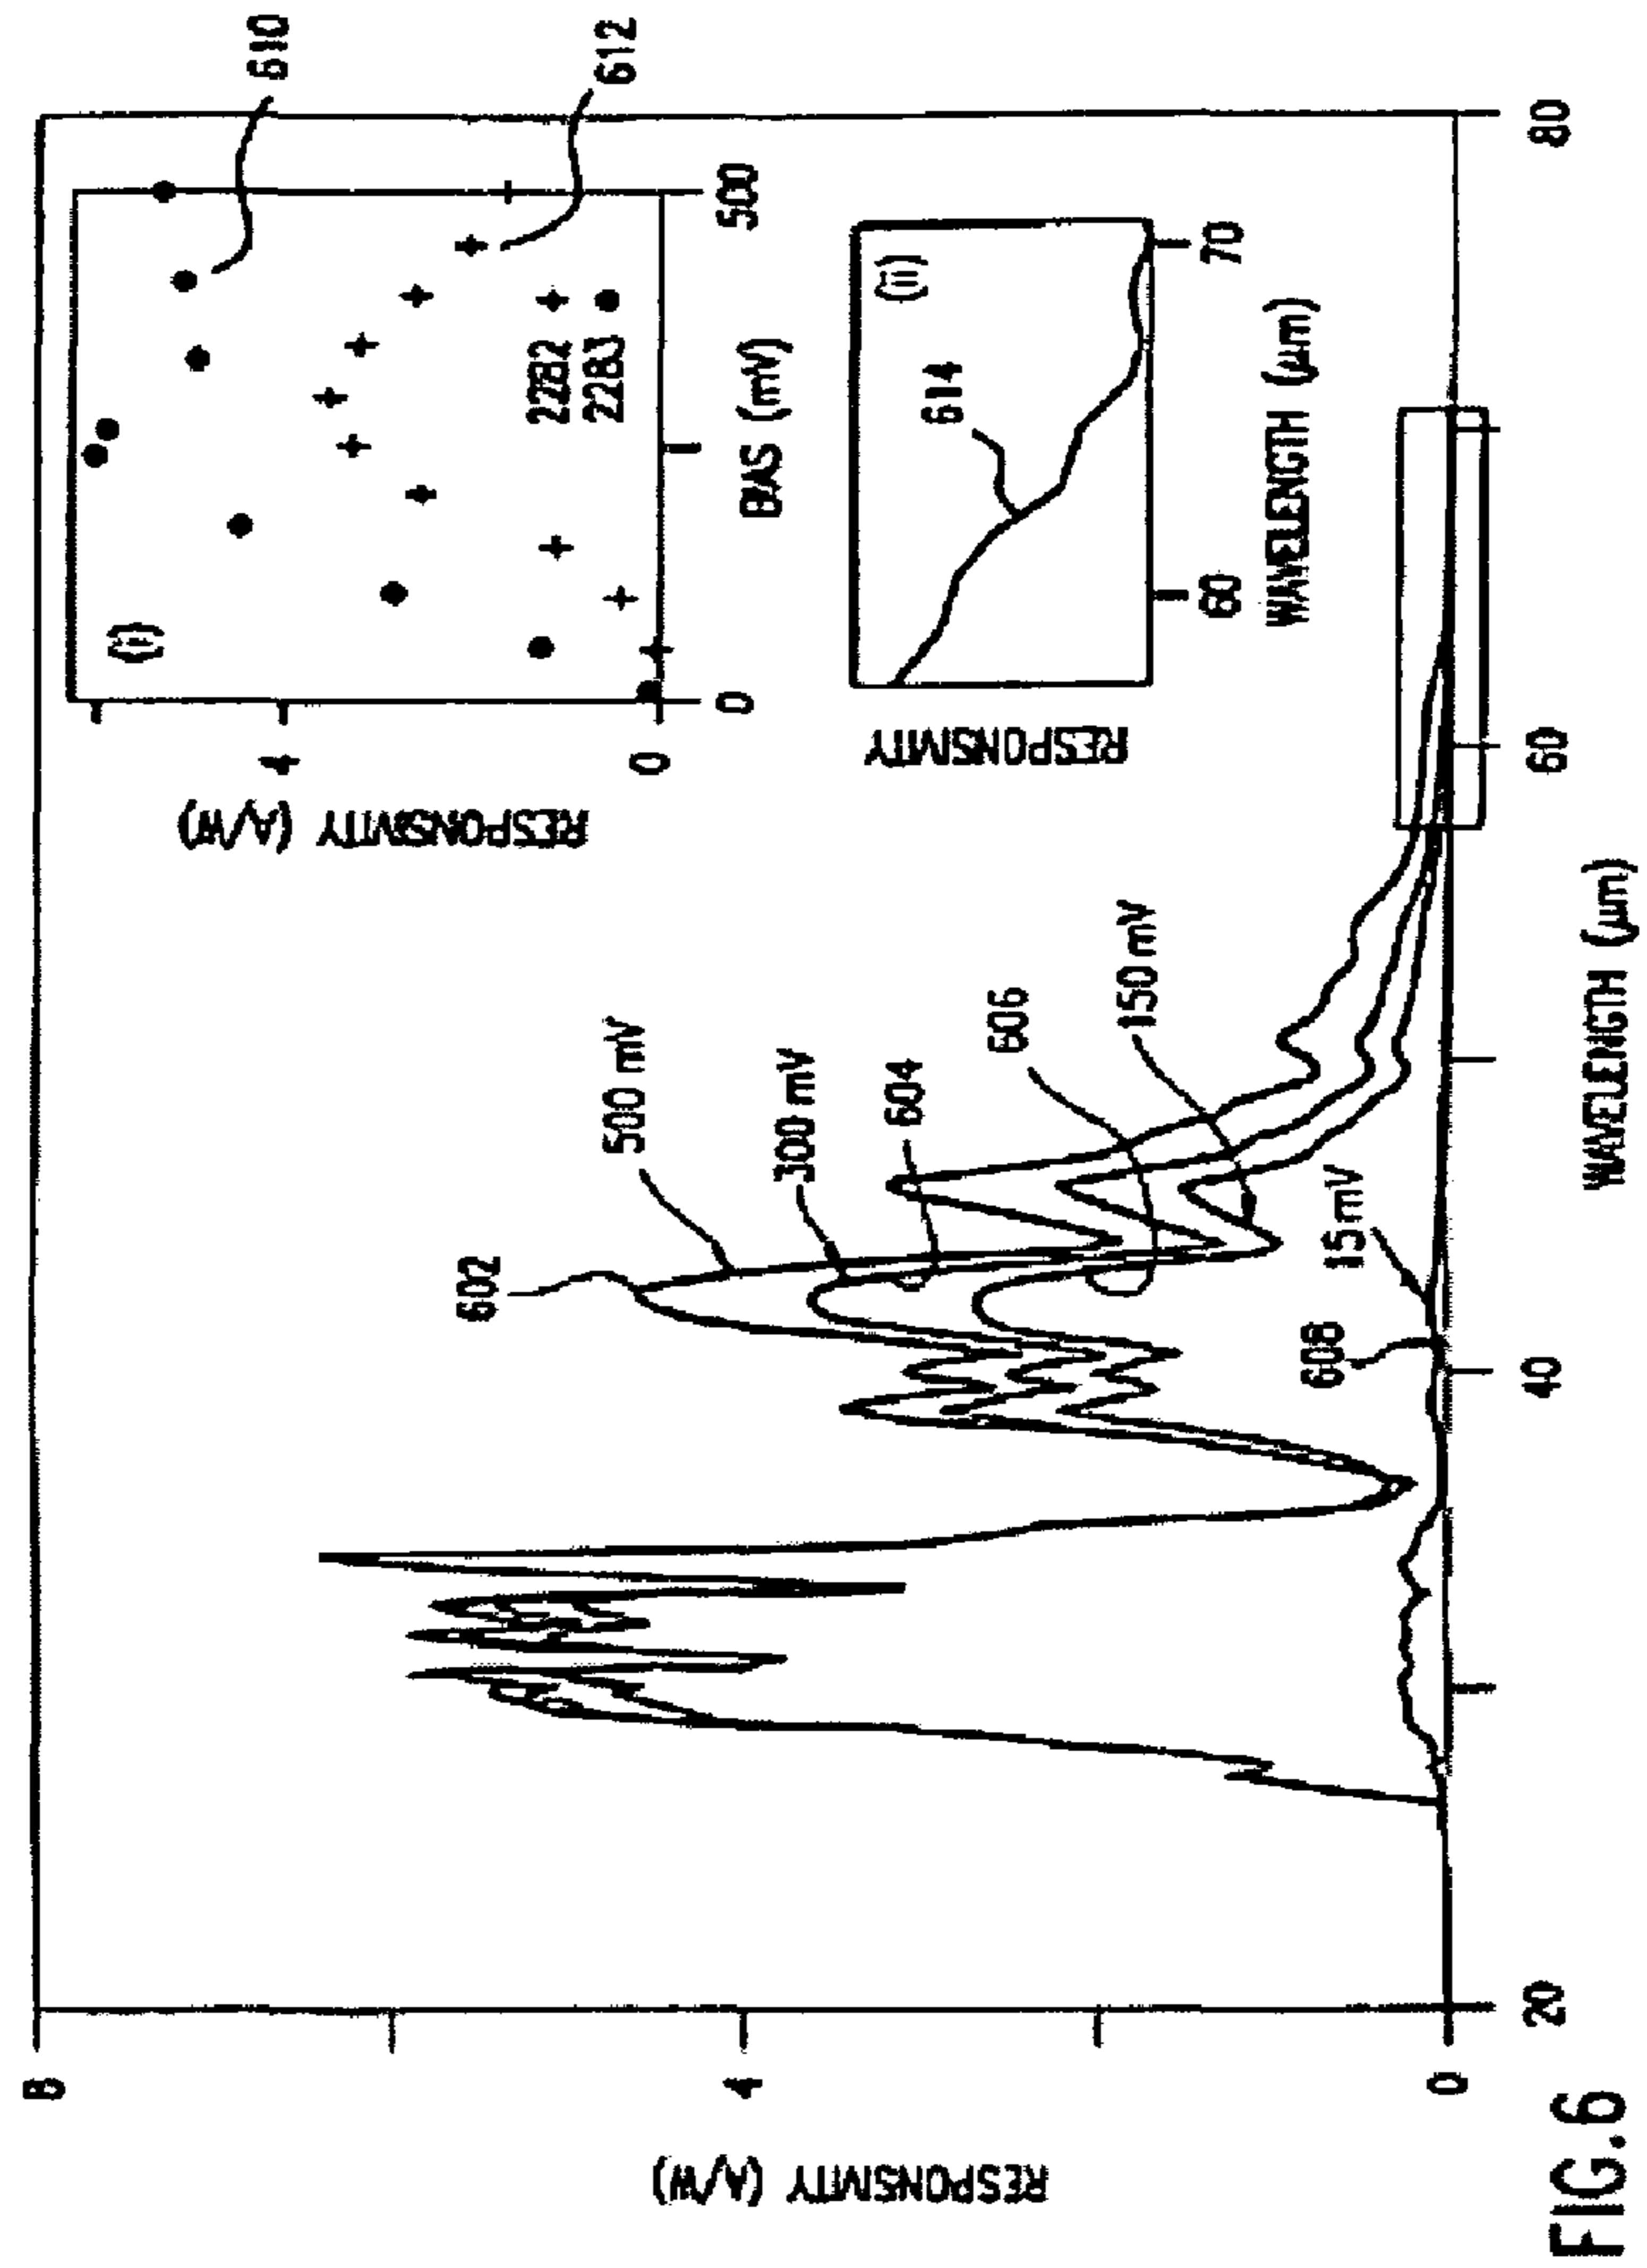 8
4
0
RESPONSIVITY (A/W)
20
40
60
80
WAVELENGTH (μm)
602
500 mV
300 mV
604
606
150 mV
608
15 mV
(i)
4
0
RESPONSIVITY (A/W)
0
500
BIAS (mV)
2282
2283
610
612
(ii)
614
RESPONSIVITY
60
70
WAVELENGTH (μm)
FIG.6